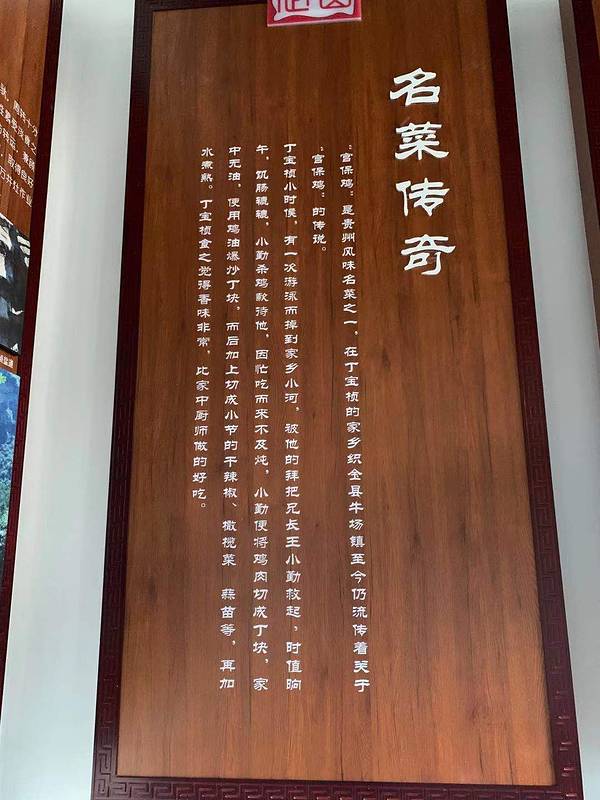 名菜传奇
“宫保鸡”是贵州风味名菜之一，在丁宝桢的家乡织金县牛场镇至今仍流传着关于
“宫保鸡”的传说。
丁宝桢小时候，有一次游泳而掉到家乡小河，被他的拜把兄长王小勤救起，时值晌
午，饥肠辘辘，小勤杀鸡款待他，因忙吃而来不及炖，小勤便将鸡肉切成丁块，家
中无油，使用鸡油爆炒丁块，而后加上切成小节的干辣椒、橄榄菜 蒜苗等，再加
水煮熟。丁宝桢食之觉得香味非常，比家中厨师做的好吃。